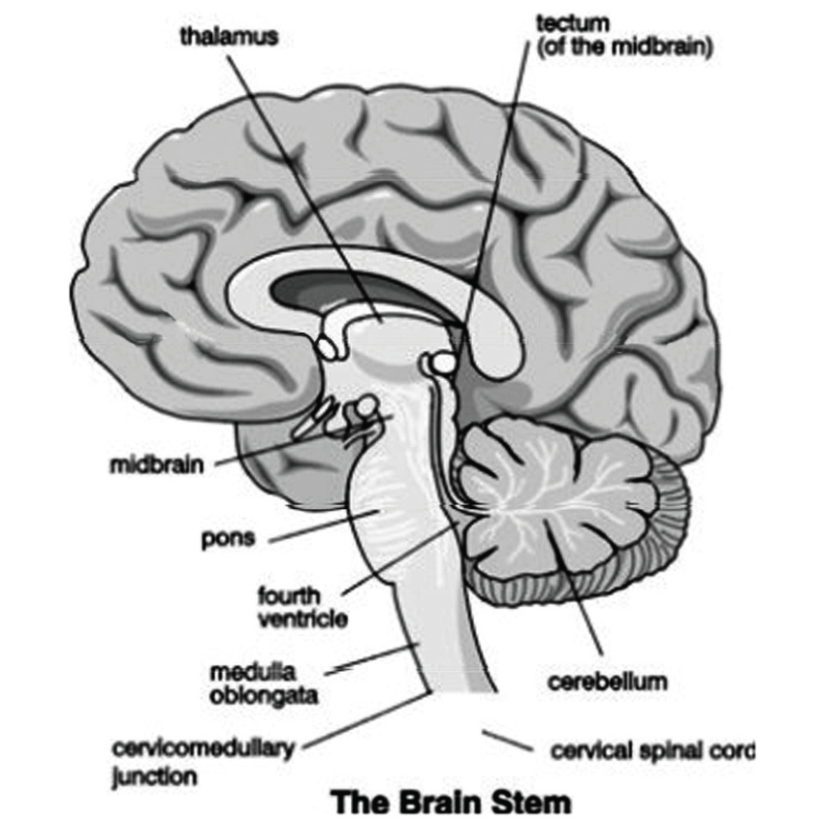 thalamus
tectum
(of the midbrain)
midbrain
pons
fourth
ventricle
medulla
oblongata
cerebellum
cervicomedullary
junction
cervical spinal cord
The Brain Stem